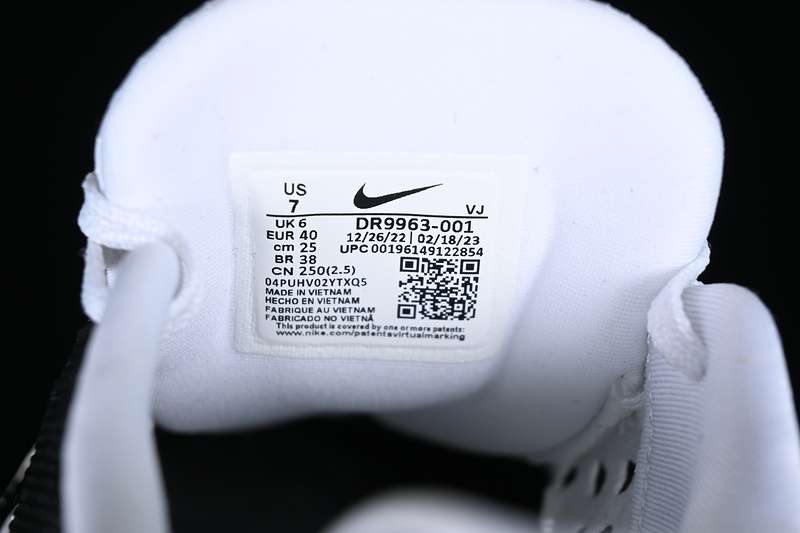 US
7
VJ
UK 6
DR9963-001
EUR 40
12/26/22 | 02/18/23
cm 25
UPC 00196149122854
BR 38
CN 250(2.5)
04PUHV02YTXQ5
MADE IN VIETNAM
HECHO EN VIETNAM
FABRIQUE AU VIETNAM
FABRICADO NO VIETNÃ
This product is covered by one or more patents:
www.nike.com/patentsvirtualmarking